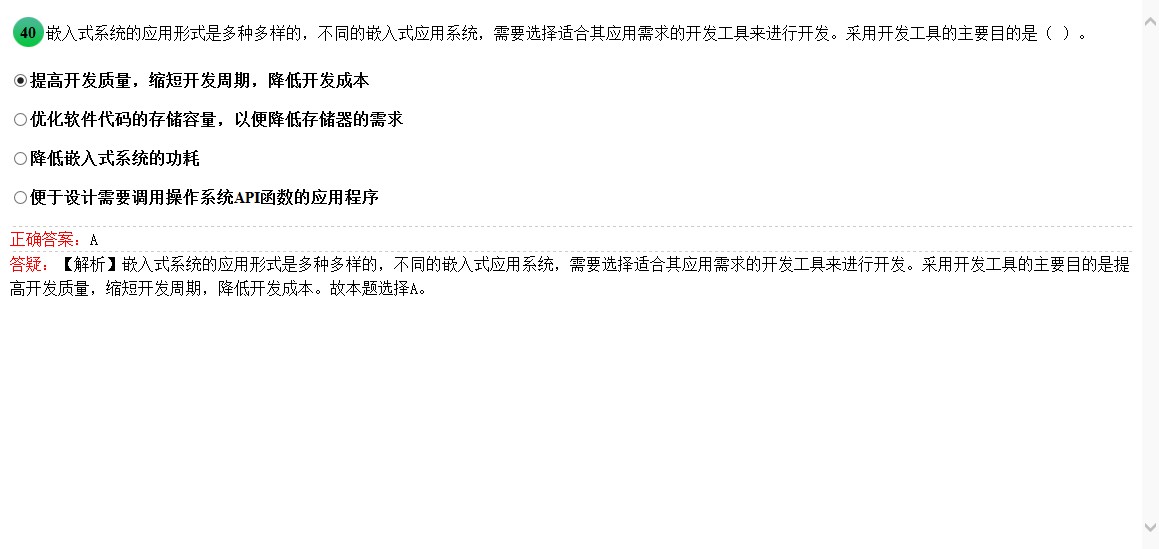 40 嵌入式系统的应用形式是多种多样的，不同的嵌入式应用系统，需要选择适合其应用需求的开发工具来进行开发。采用开发工具的主要目的是（ ）。
提高开发质量，缩短开发周期，降低开发成本
优化软件代码的存储容量，以便降低存储器的需求
降低嵌入式系统的功耗
便于设计需要调用操作系统API函数的应用程序
正确答案：A
答疑：【解析】嵌入式系统的应用形式是多种多样的，不同的嵌入式应用系统，需要选择适合其应用需求的开发工具来进行开发。采用开发工具的主要目的是提
高开发质量，缩短开发周期，降低开发成本。故本题选择A。